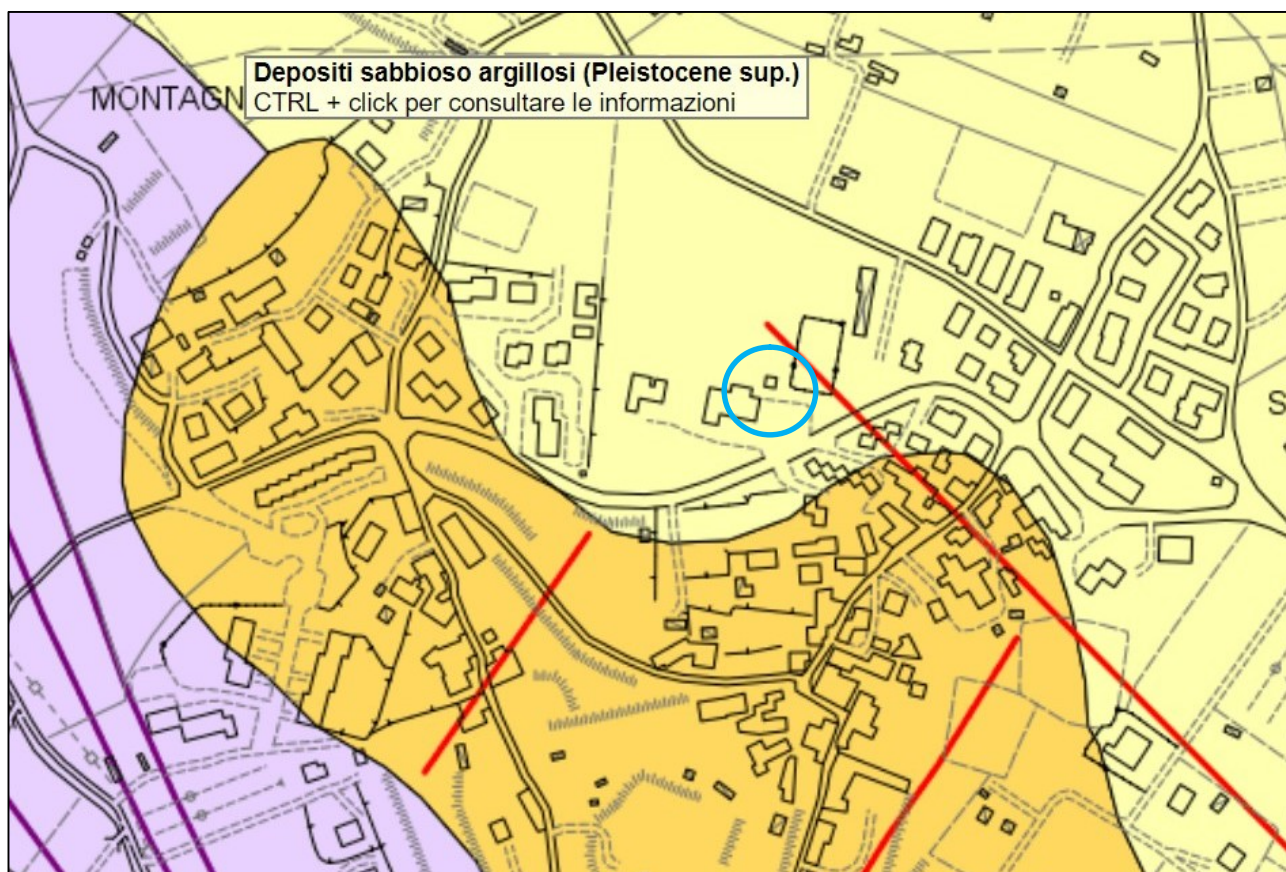 Depositi sabbioso argillosi (Pleistocene sup.)
CTRL + click per consultare le informazioni
MONTAGN
S